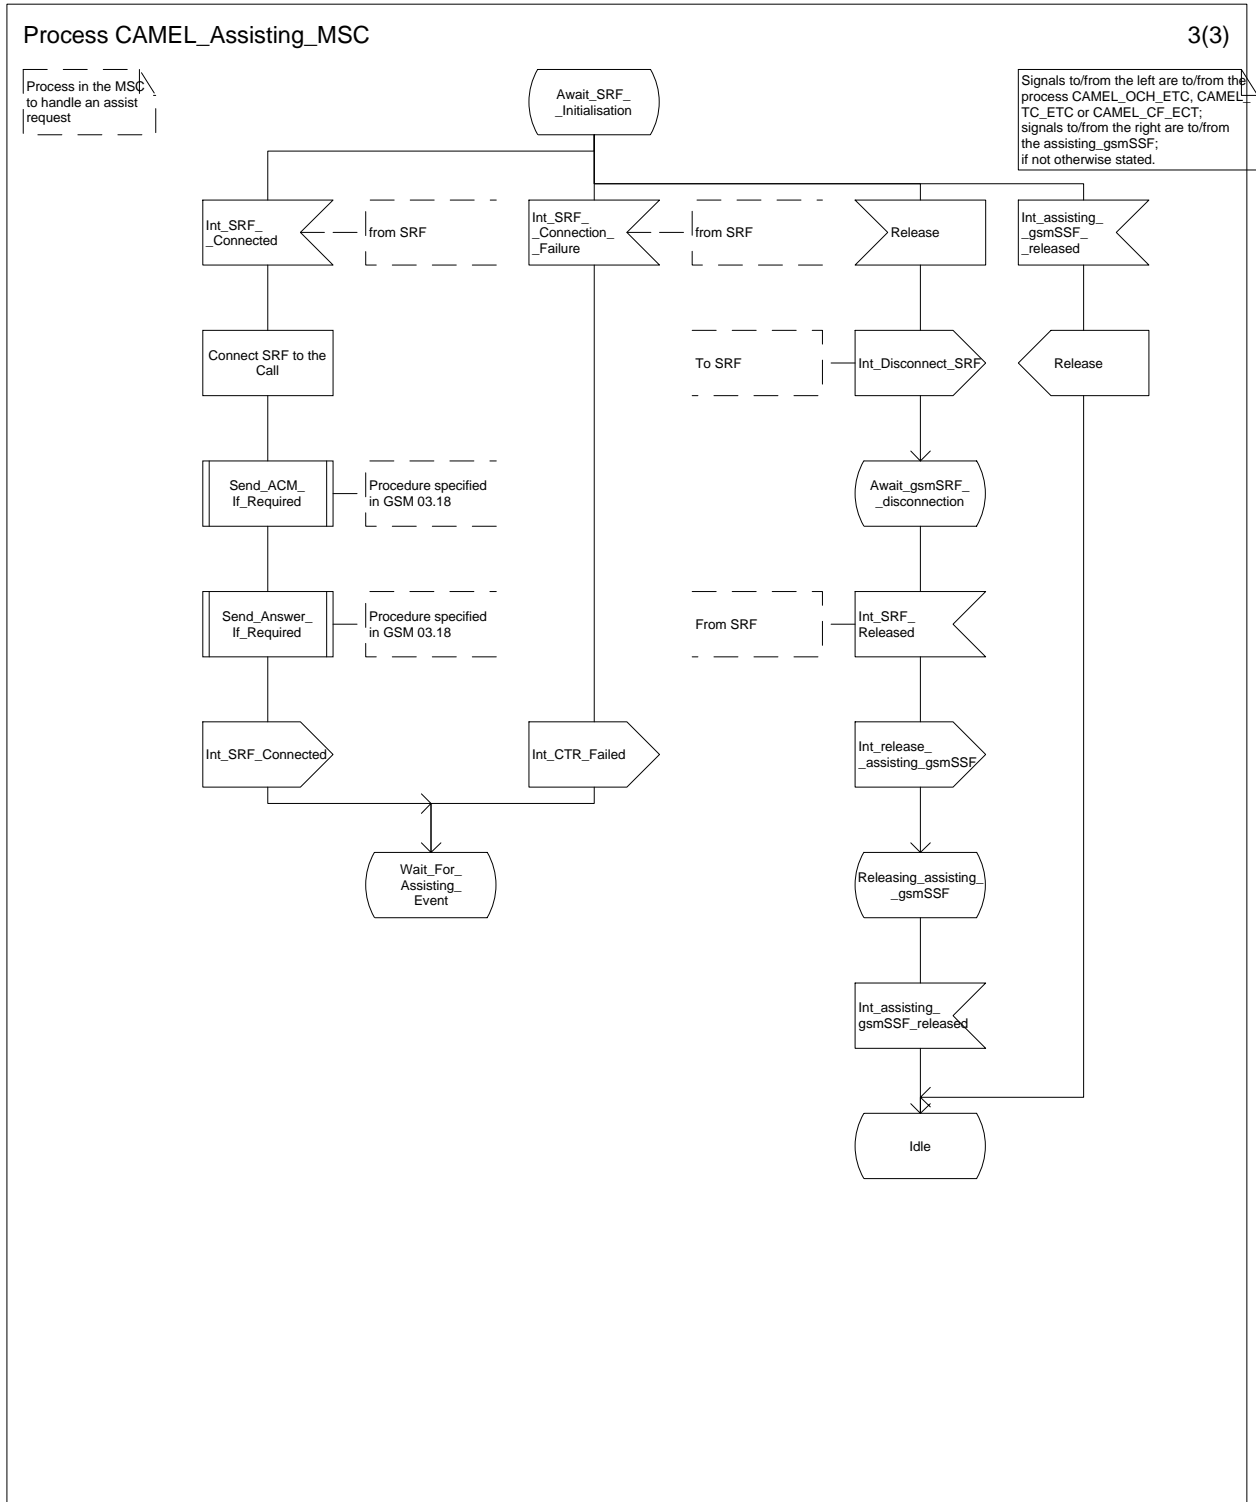 Process CAMEL_Assisting_MSC
3(3)
Process in the MSC
to handle an assist
request
Await_SRF_
_Initialisation
Signals to/from the left are to/from the
process CAMEL_OCH_ETC, CAMEL_
TC_ETC or CAMEL_CF_ECT;
signals to/from the right are to/from
the assisting_gsmSSF;
if not otherwise stated.
Int_SRF_
_Connected
from SRF
Int_SRF_
_Connection_
_Failure
from SRF
Release
Int_assisting_
_gsmSSF_
_released
Connect SRF to the
Call
To SRF
Int_Disconnect_SRF
Release
Send_ACM_
If_Required
Procedure specified
in GSM 03.18
Await_gsmSRF_
_disconnection
Send_Answer_
If_Required
Procedure specified
in GSM 03.18
From SRF
Int_SRF_
Released
Int_SRF_Connected
Int_CTR_Failed
Int_release_
_assisting_gsmSSF
Wait_For_
Assisting_
Event
Releasing_assisting_
_gsmSSF
Int_assisting_
gsmSSF_released
Idle